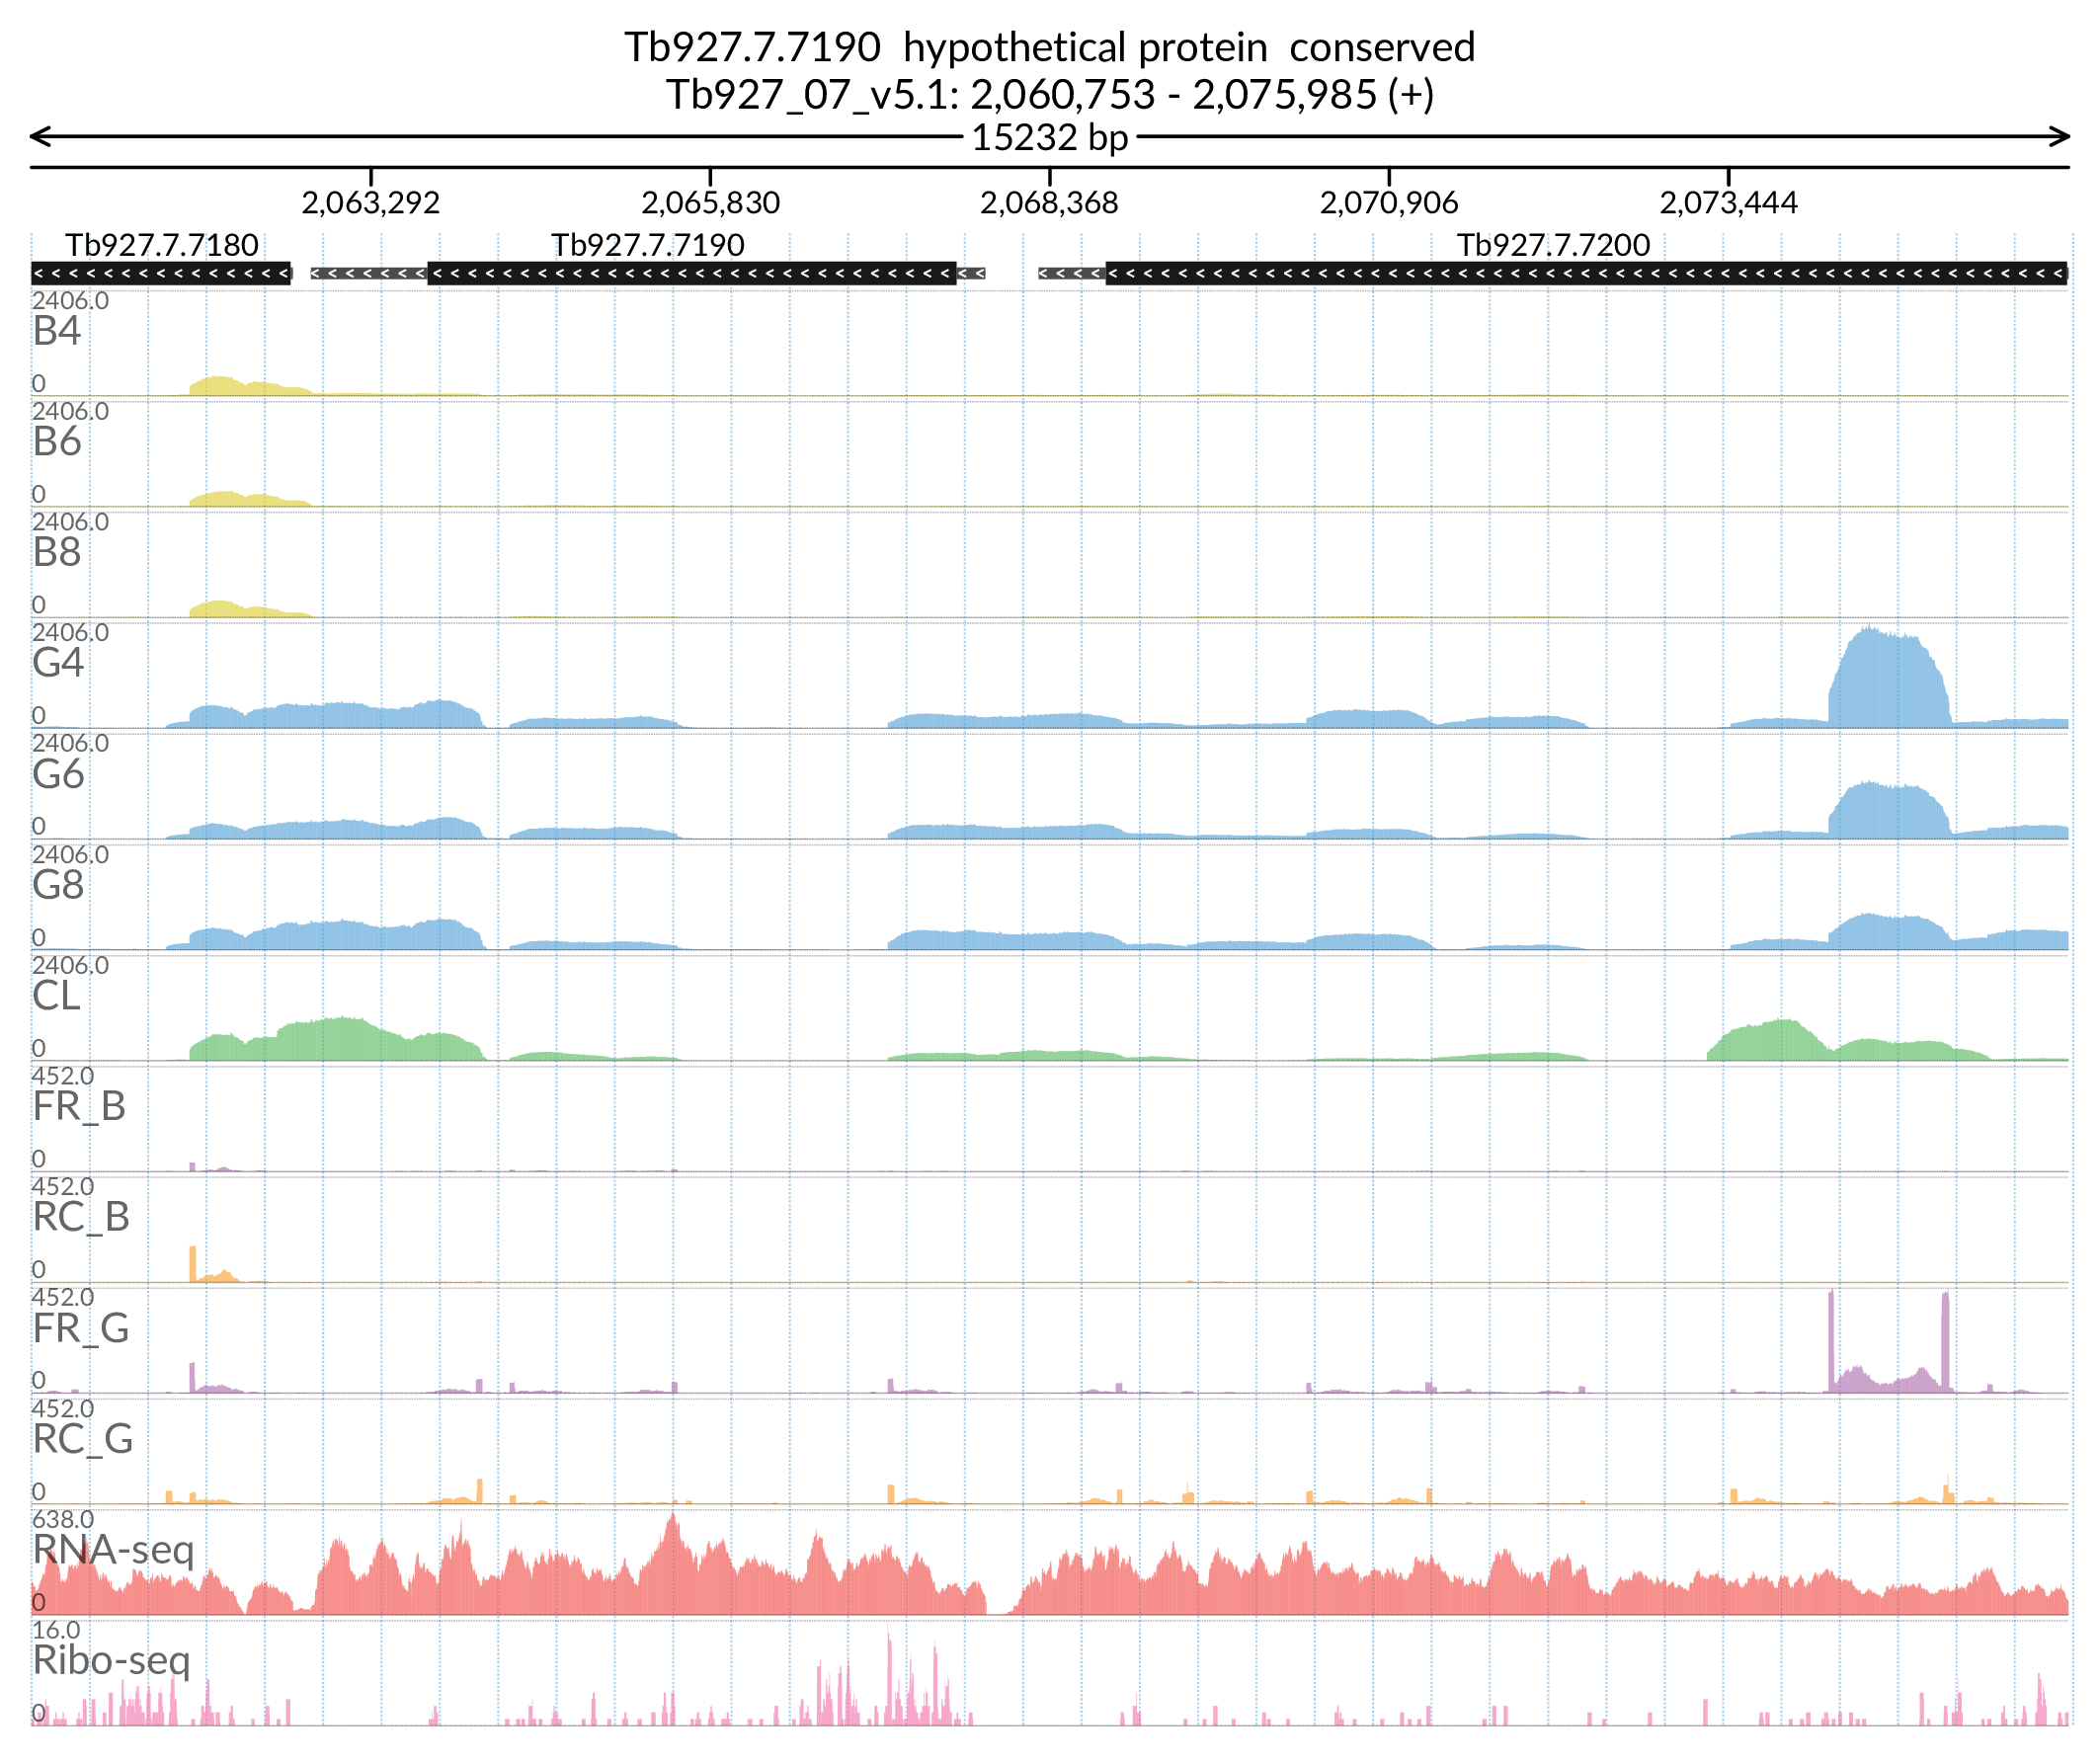 Tb927.7.7190  hypothetical protein  conserved
Tb927_07_v5.1: 2,060,753 - 2,075,985 (+)
15232 bp
2,063,292 2,065,830 2,068,368 2,070,906 2,073,444
Tb927.7.7180 Tb927.7.7190 Tb927.7.7200
2406.0
B4
0
2406.0
B6
0
2406.0
B8
0
2406.0
G4
0
2406.0
G6
0
2406.0
G8
0
2406.0
CL
0
452.0
FR_B
0
452.0
RC_B
0
452.0
FR_G
0
452.0
RC_G
0
638.0
RNA-seq
0
16.0
Ribo-seq
0